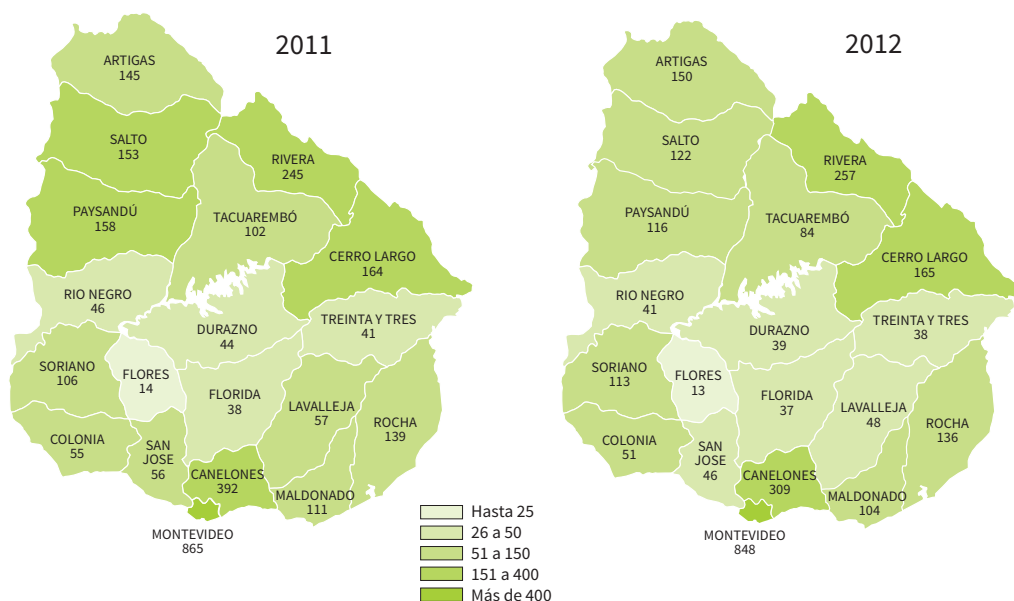 2011
ARTIGAS
145
SALTO
153
RIVERA
245
PAYSANDÚ
158
TACUAREMBÓ
102
CERRO LARGO
164
RIO NEGRO
46
DURAZNO
44
TREINTA Y TRES
41
SORIANO
106
FLORES
14
FLORIDA
38
LAVALLEJA
57
ROCHA
139
COLONIA
55
SAN
JOSE
56
CANELONES
392
MALDONADO
111
MONTEVIDEO
865
2012
ARTIGAS
150
SALTO
122
RIVERA
257
PAYSANDÚ
116
TACUAREMBÓ
84
CERRO LARGO
165
RIO NEGRO
41
DURAZNO
39
TREINTA Y TRES
38
SORIANO
113
FLORES
13
FLORIDA
37
LAVALLEJA
48
ROCHA
136
COLONIA
51
SAN
JOSE
46
CANELONES
309
MALDONADO
104
MONTEVIDEO
848
Hasta 25
26 a 50
51 a 150
151 a 400
Más de 400